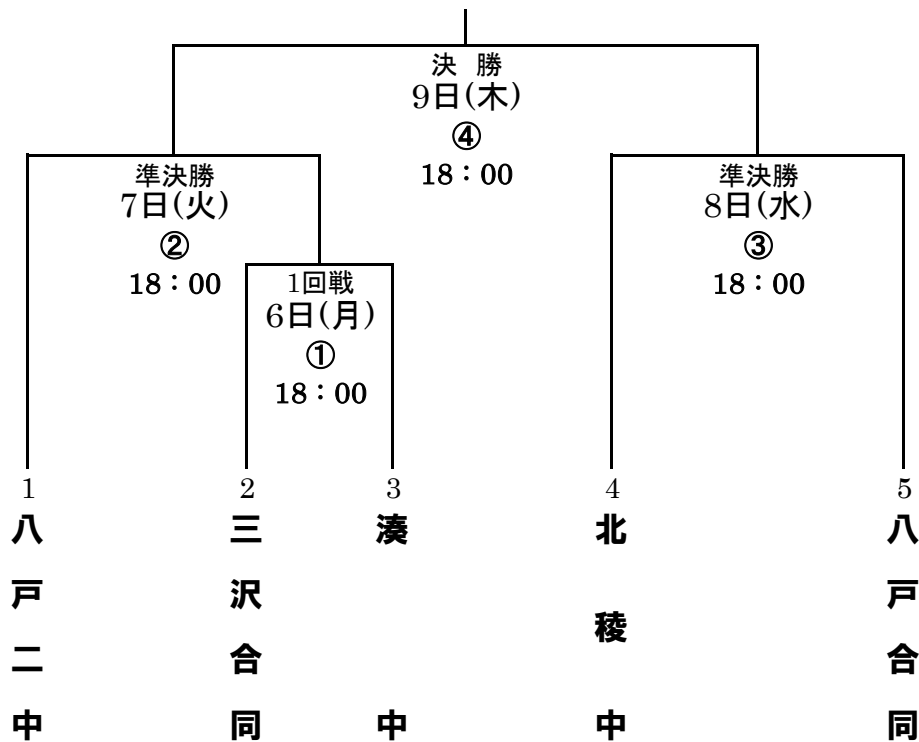 決 勝
9日(木)
④
18:00
準決勝
7日(火)
②
18:00
準決勝
8日(水)
③
18:00
1回戦
6日(月)
①
18:00
1
八戸二中
2
三沢合同
3
湊中
4
北稜中
5
八戸合同